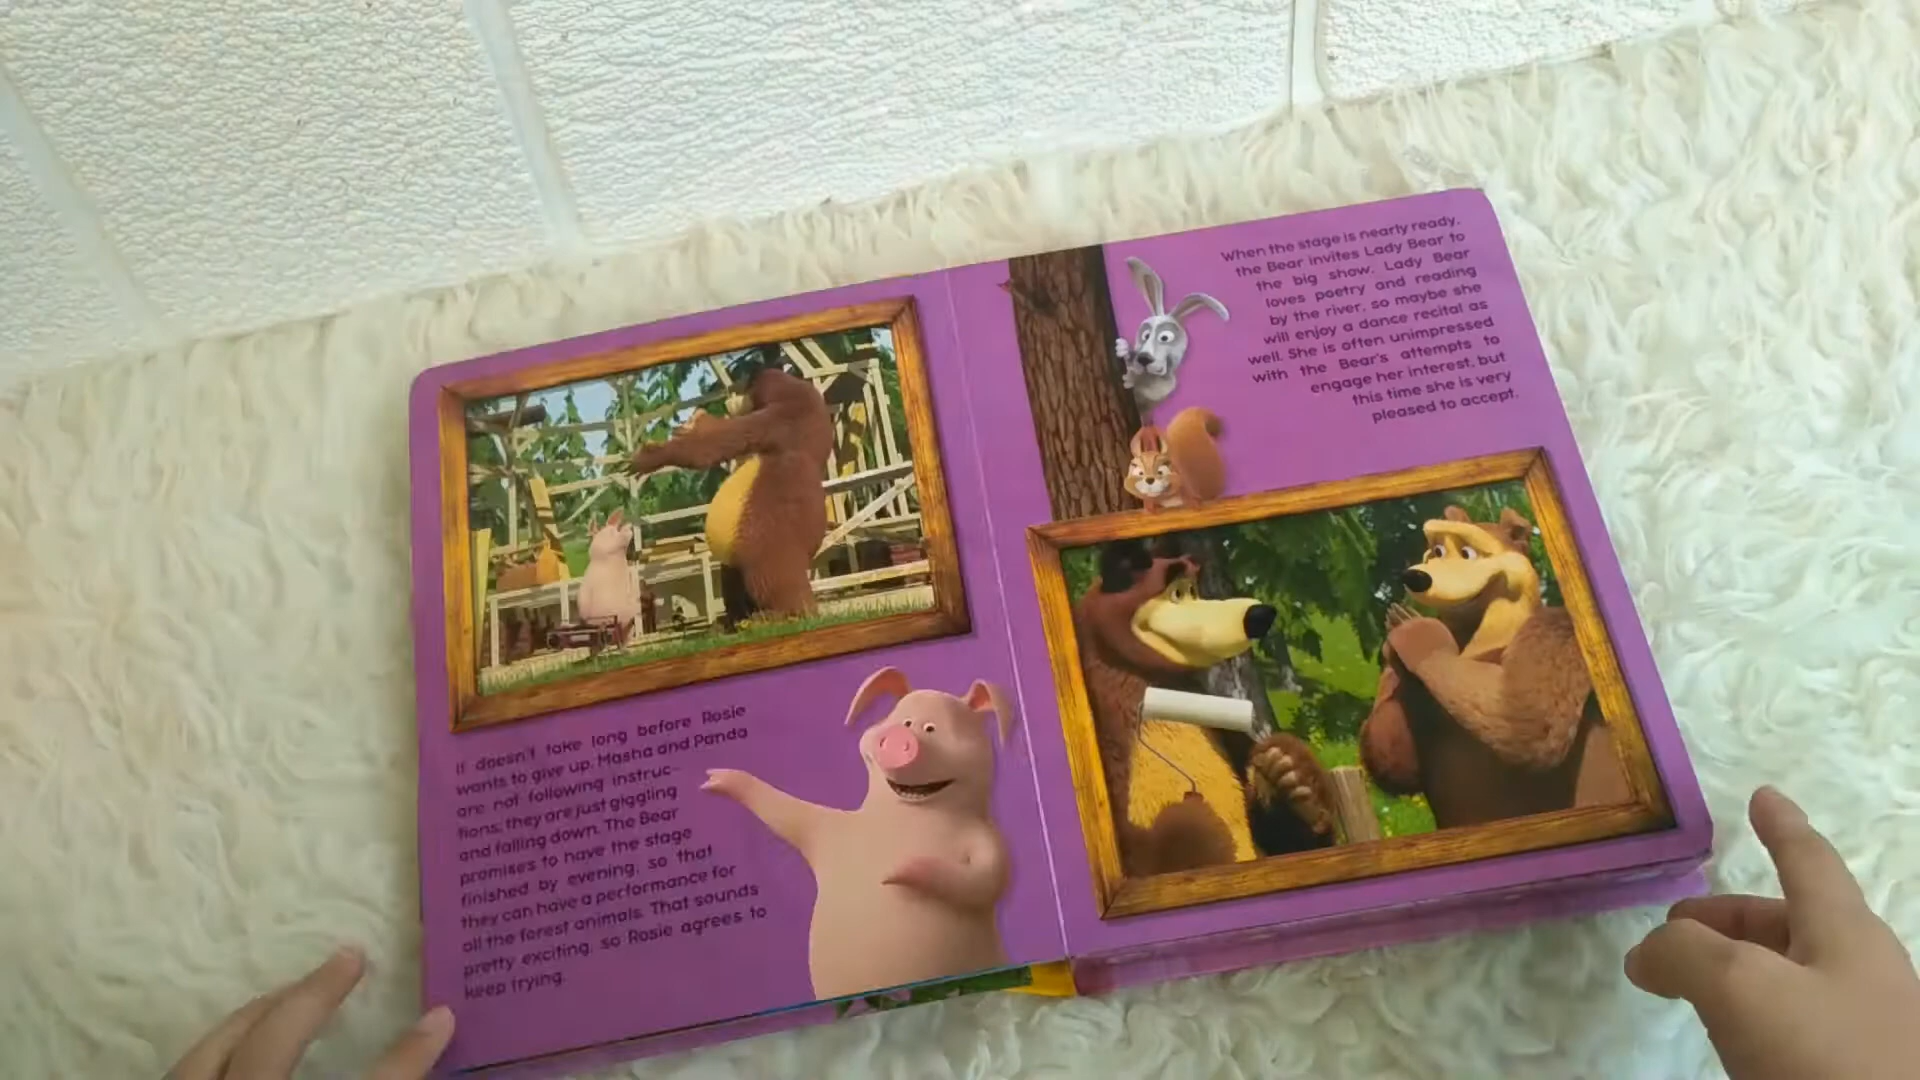 It doesn't take long before Rosie
wants to give up. Masha and Panda
are not following instruc-
tions; they are just giggling
and falling down. The Bear
promises to have the stage
finished by evening, so that
they can have a performance for
all the forest animals. That sounds
pretty exciting, so Rosie agrees to
keep trying.
When the stage is nearly ready,
the Bear invites Lady Bear to
the big show. Lady Bear
loves poetry and reading
by the river, so maybe she
will enjoy a dance recital as
well. She is often unimpressed
with the Bear's attempts to
engage her interest, but
this time she is very
pleased to accept.